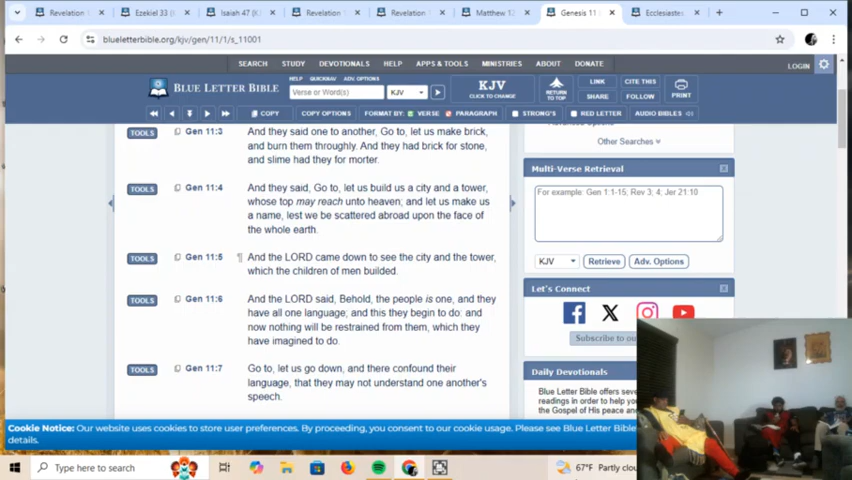 Revelation 1
Ezekiel 33 (
Isaiah 47 (K
Revelation 1
Revelation 1
Matthew 12
Genesis 11
Ecclesiastes
blueletterbible.org/kjv/gen/11/1/s_11001
SEARCH STUDY DEVOTIONALS HELP APPS & TOOLS MINISTRIES ABOUT DONATE
LOGIN
BLUE LETTER BIBLE
HELP QUICKNAV ADV. OPTIONS
Verse or Word(s)
KJV
KJV
CLICK TO CHANGE
RETURN
TO TOP
LINK
SHARE
CITE THIS
FOLLOW
PRINT
COPY COPY OPTIONS FORMAT BY: VERSE PARAGRAPH STRONG'S RED LETTER AUDIO BIBLES
TOOLS Gen 11:3 And they said one to another, Go to, let us make brick,
and burn them throughly. And they had brick for stone,
and slime had they for morter.
TOOLS Gen 11:4 And they said, Go to, let us build us a city and a tower,
whose top may reach unto heaven; and let us make us
a name, lest we be scattered abroad upon the face of
the whole earth.
TOOLS Gen 11:5 ¶ And the LORD came down to see the city and the tower,
which the children of men builded.
TOOLS Gen 11:6 And the LORD said, Behold, the people is one, and they
have all one language; and this they begin to do: and
now nothing will be restrained from them, which they
have imagined to do.
TOOLS Gen 11:7 Go to, let us go down, and there confound their
language, that they may not understand one another's
speech.
Other Searches
Multi-Verse Retrieval
For example: Gen 1:1-15; Rev 3; 4; Jer 21:10
KJV Retrieve Adv. Options
Let's Connect
Subscribe to ou
Daily Devotionals
Blue Letter Bible offers seve
readings in order to help you
the Gospel of His peace an
Cookie Notice: Our website uses cookies to store user preferences. By proceeding, you consent to our cookie usage. Please see Blue Letter Bible
details.
Type here to search
67°F Partly clou